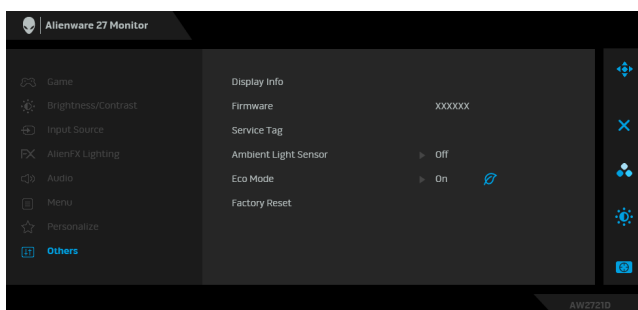 Alienware 27 Monitor
Game
Brightness/Contrast
Input Source
AlienFX Lighting
Audio
Menu
Personalize
Others
Display Info
Firmware XXXXXX
Service Tag
Ambient Light Sensor Off
Eco Mode On
Factory Reset
AW2721D